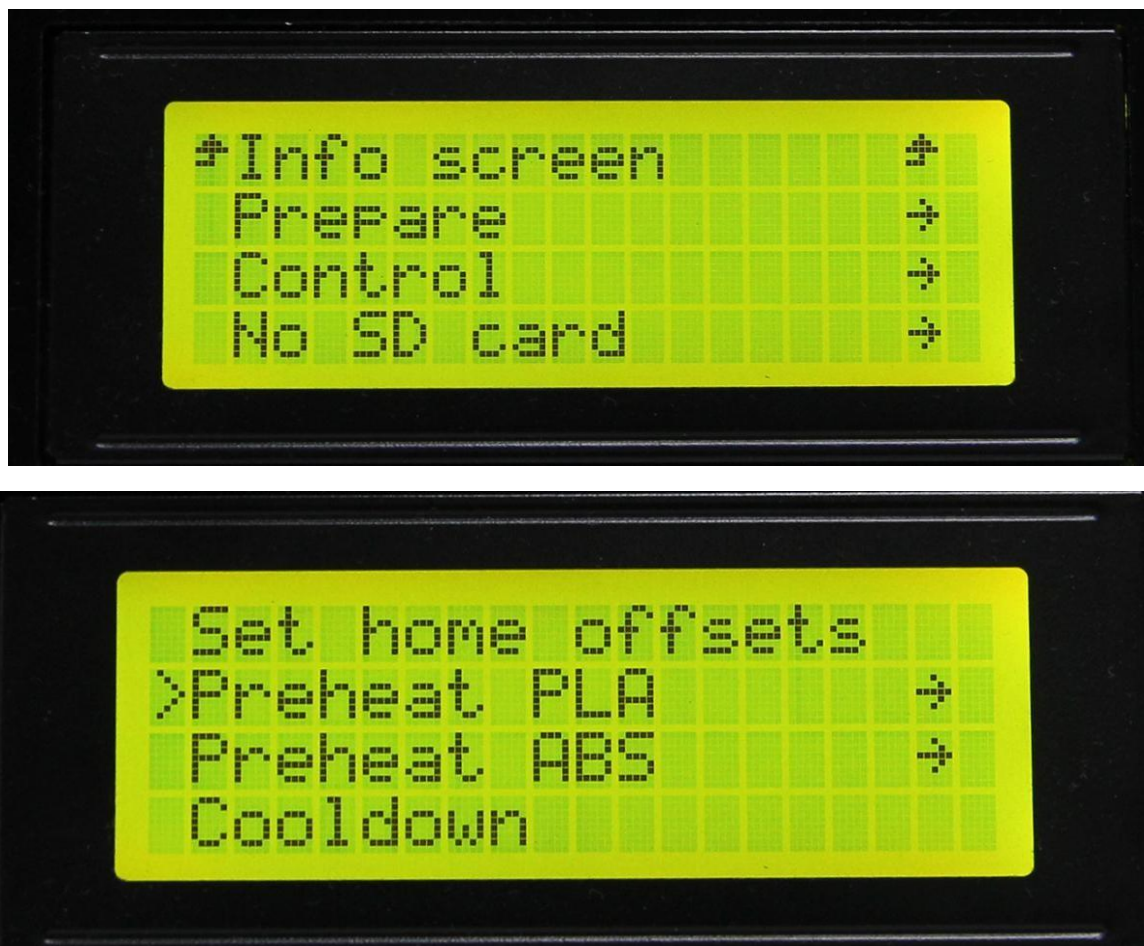 Info screen
Prepare →
Control →
No SD card →
Set home offsets
>Preheat PLA →
Preheat ABS →
Cooldown